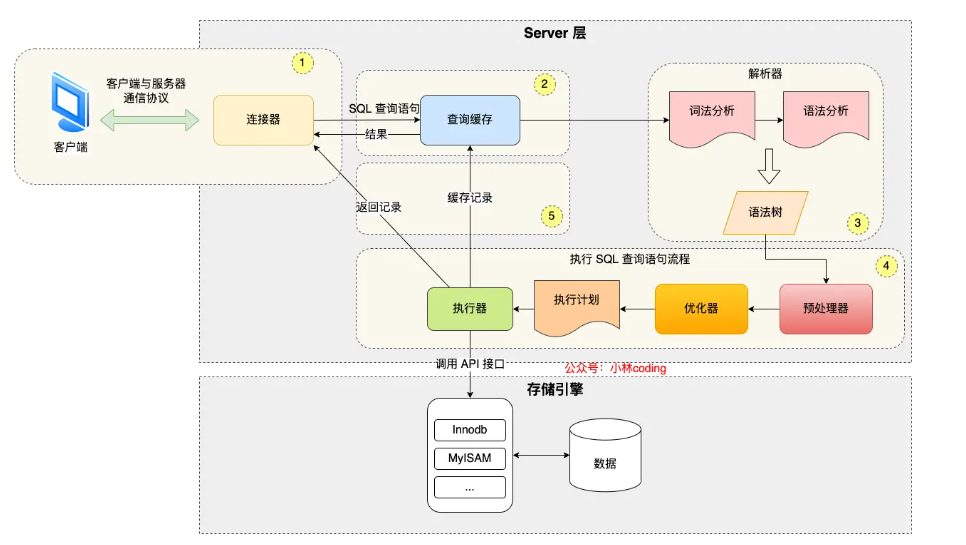 Server 层
1
客户端与服务器
通信协议
客户端
连接器
SQL 查询语句
结果
2
查询缓存
解析器
词法分析
语法分析
语法树
3
返回记录
缓存记录
5
执行 SQL 查询语句流程
4
执行器
执行计划
优化器
预处理器
调用 API 接口
公众号：小林coding
存储引擎
Innodb
MyISAM
...
数据